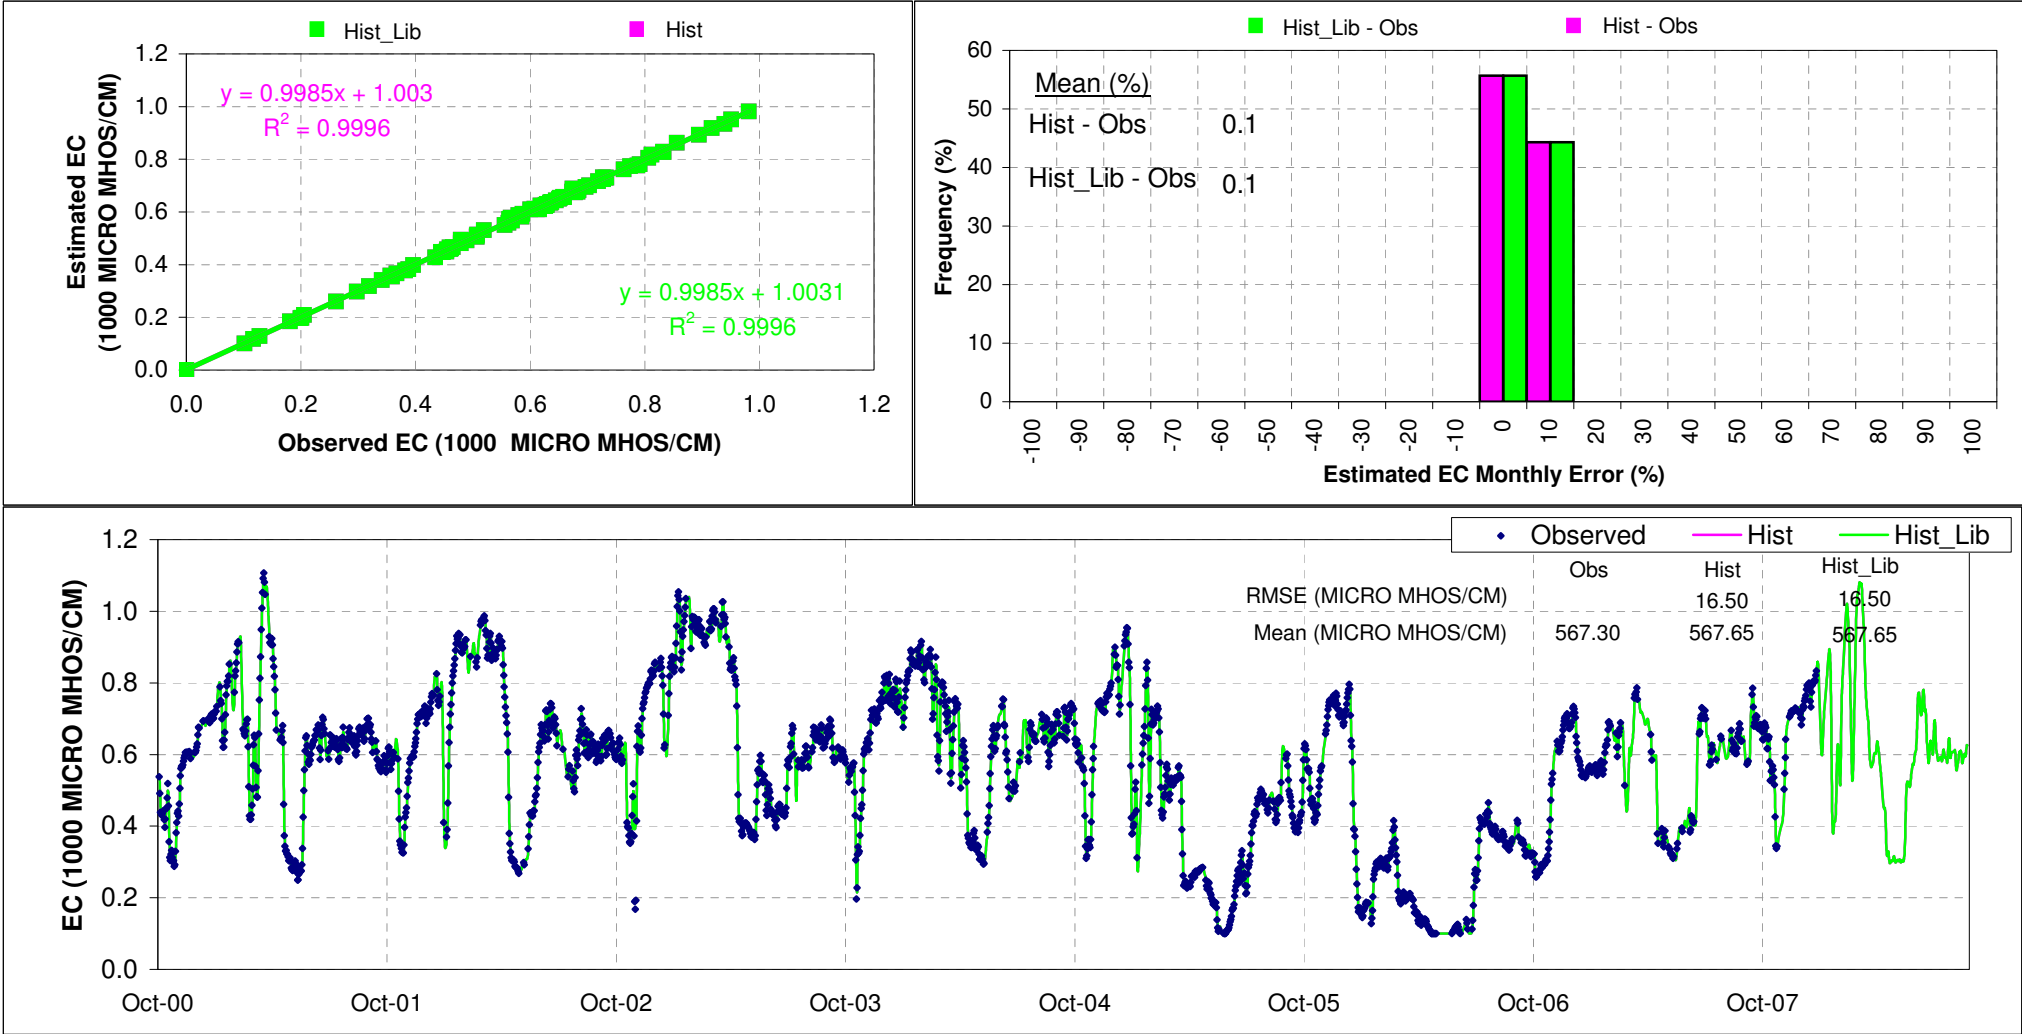 Hist_Lib
Hist
1.2
1.0
0.8
0.6
0.4
0.2
0.0
Estimated EC
(1000 MICRO MHOS/CM)
y = 0.9985x + 1.003
R2 = 0.9996
y = 0.9985x + 1.0031
R2 = 0.9996
0.0 0.2 0.4 0.6 0.8 1.0 1.2
Observed EC (1000 MICRO MHOS/CM)
Hist_Lib - Obs
Hist - Obs
60
50
40
30
20
10
0
Frequency (%)
Mean (%)
Hist - Obs 0.1
Hist_Lib - Obs 0.1
-100 -90 -80 -70 -60 -50 -40 -30 -20 -10 0 10 20 30 40 50 60 70 80 90 100
Estimated EC Monthly Error (%)
Observed Hist Hist_Lib
Obs Hist Hist_Lib
RMSE (MICRO MHOS/CM) 16.50 16.50
Mean (MICRO MHOS/CM) 567.30 567.65 567.65
1.2
1.0
0.8
0.6
0.4
0.2
0.0
EC (1000 MICRO MHOS/CM)
Oct-00 Oct-01 Oct-02 Oct-03 Oct-04 Oct-05 Oct-06 Oct-07